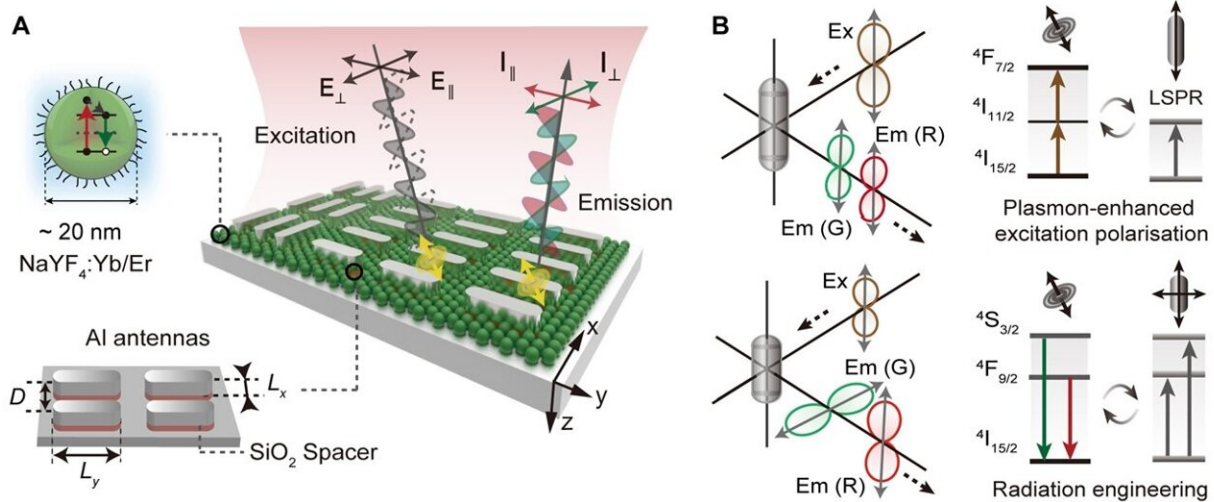 A
E⊥
E∥
I∥
I⊥
Excitation
Emission
~ 20 nm
NaYF4:Yb/Er
x
y
z
Al antennas
D
Lx
Ly
SiO2 Spacer
B
Ex
Em (R)
Em (G)
4F7/2
4I11/2
4I15/2
LSPR
Plasmon-enhanced
excitation polarisation
Ex
Em (G)
Em (R)
4S3/2
4F9/2
4I15/2
Radiation engineering